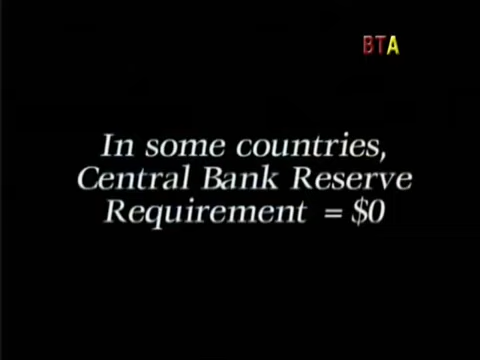 BTA
In some countries,
Central Bank Reserve
Requirement = $0